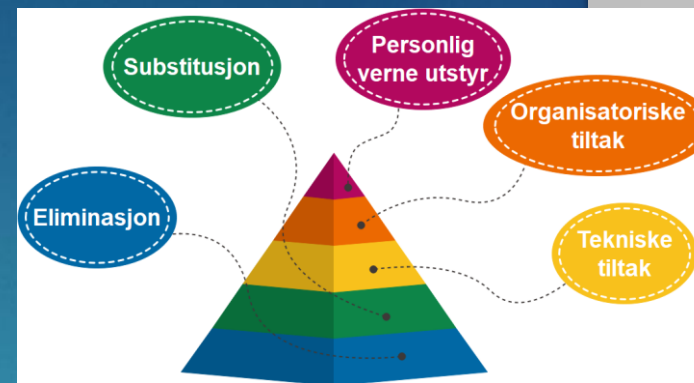 Substitusjon
Personlig
verne utstyr
Organisatoriske
tiltak
Eliminasjon
Tekniske
tiltak